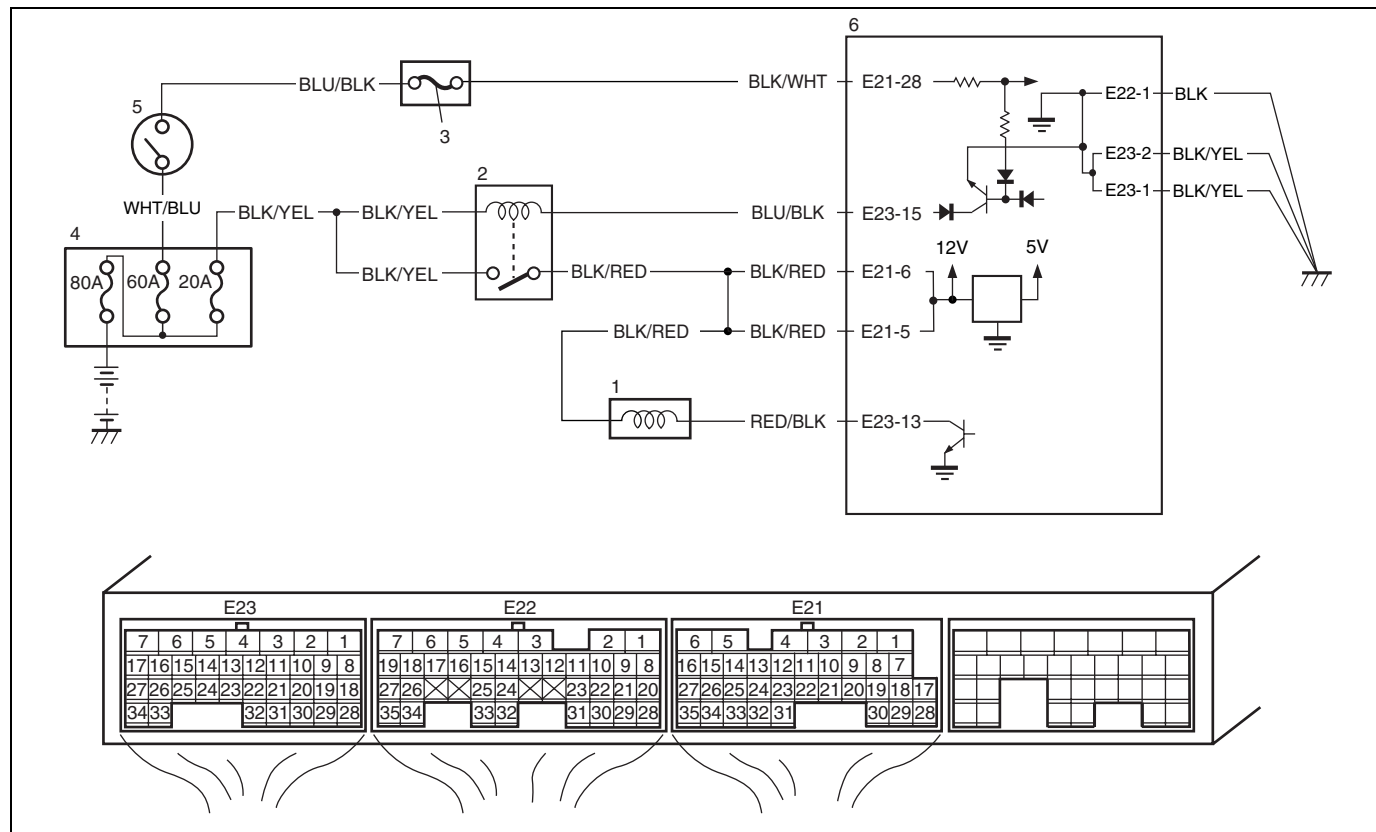 6
BLU/BLK
BLK/WHT
E21-28
3
5
E22-1
BLK
2
E23-2
BLK/YEL
WHT/BLU
BLK/YEL
BLK/YEL
BLU/BLK
E23-15
E23-1
BLK/YEL
4
12V
5V
80A
60A
20A
BLK/YEL
BLK/RED
BLK/RED
E21-6
BLK/RED
BLK/RED
E21-5
1
RED/BLK
E23-13
E23
E22
E21
7 6 5 4 3 2 1
7 6 5 4 3 2 1
6 5 4 3 2 1
17 16 15 14 13 12 11 10 9 8
19 18 17 16 15 14 13 12 11 10 9 8
16 15 14 13 12 11 10 9 8 7
27 26 25 24 23 22 21 20 19 18
27 26 25 24 23 22 21 20
27 26 25 24 23 22 21 20 19 18 17
34 33 32 31 30 29 28
35 34 33 32 31 30 29 28
35 34 33 32 31 30 29 28